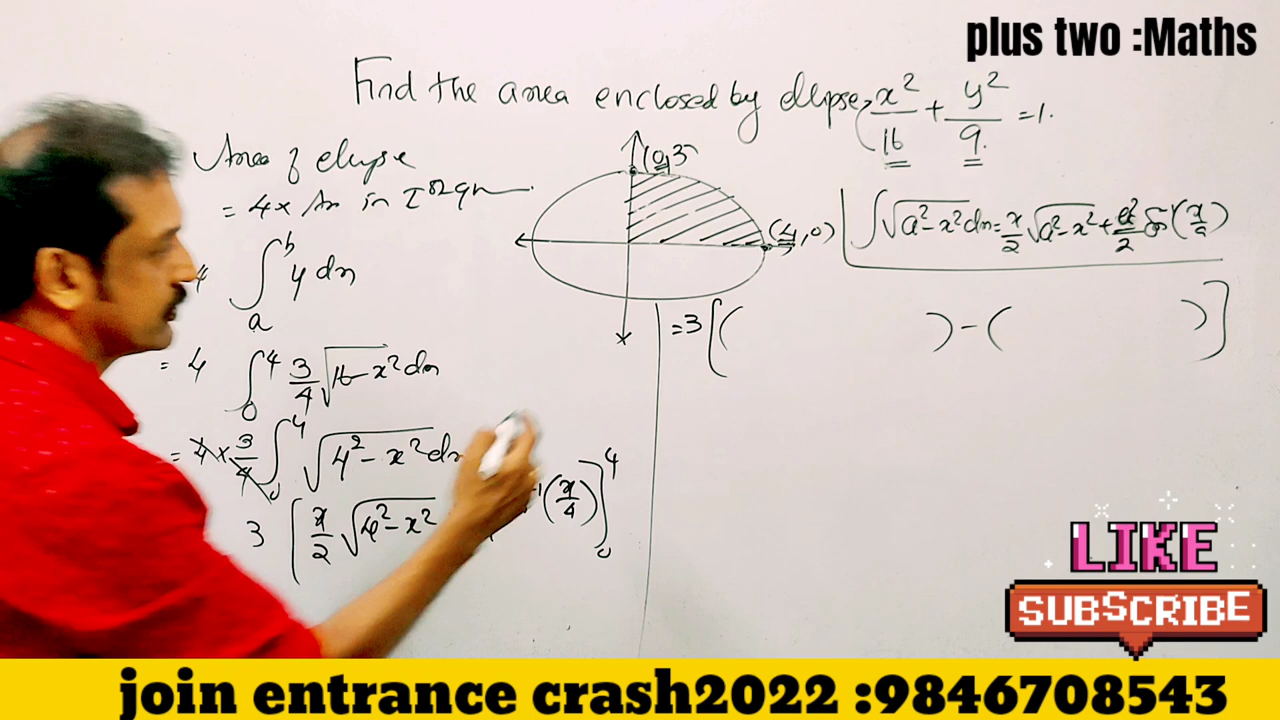 plus two :Maths
Find the area enclosed by ellipse, x²/16 + y²/9 = 1.
Area of ellipse
= 4 x Ar in Iˢᵗ qn
4 ∫ₐᵇ y dx
= 4 ∫₀⁴ 3/4 √16-x² dx
= 4 x 3/4 ∫₀⁴ √4²-x² dx
3 [ x/2 √4²-x²
⁻¹(x/4) ]₀⁴
(0,3
(4,0)
∫√a²-x² dx = x/2 √a²-x² + a²/2 sin⁻¹(x/a)
=3[( ) - ( )]
LIKE
SUBSCRIBE
join entrance crash2022 :9846708543